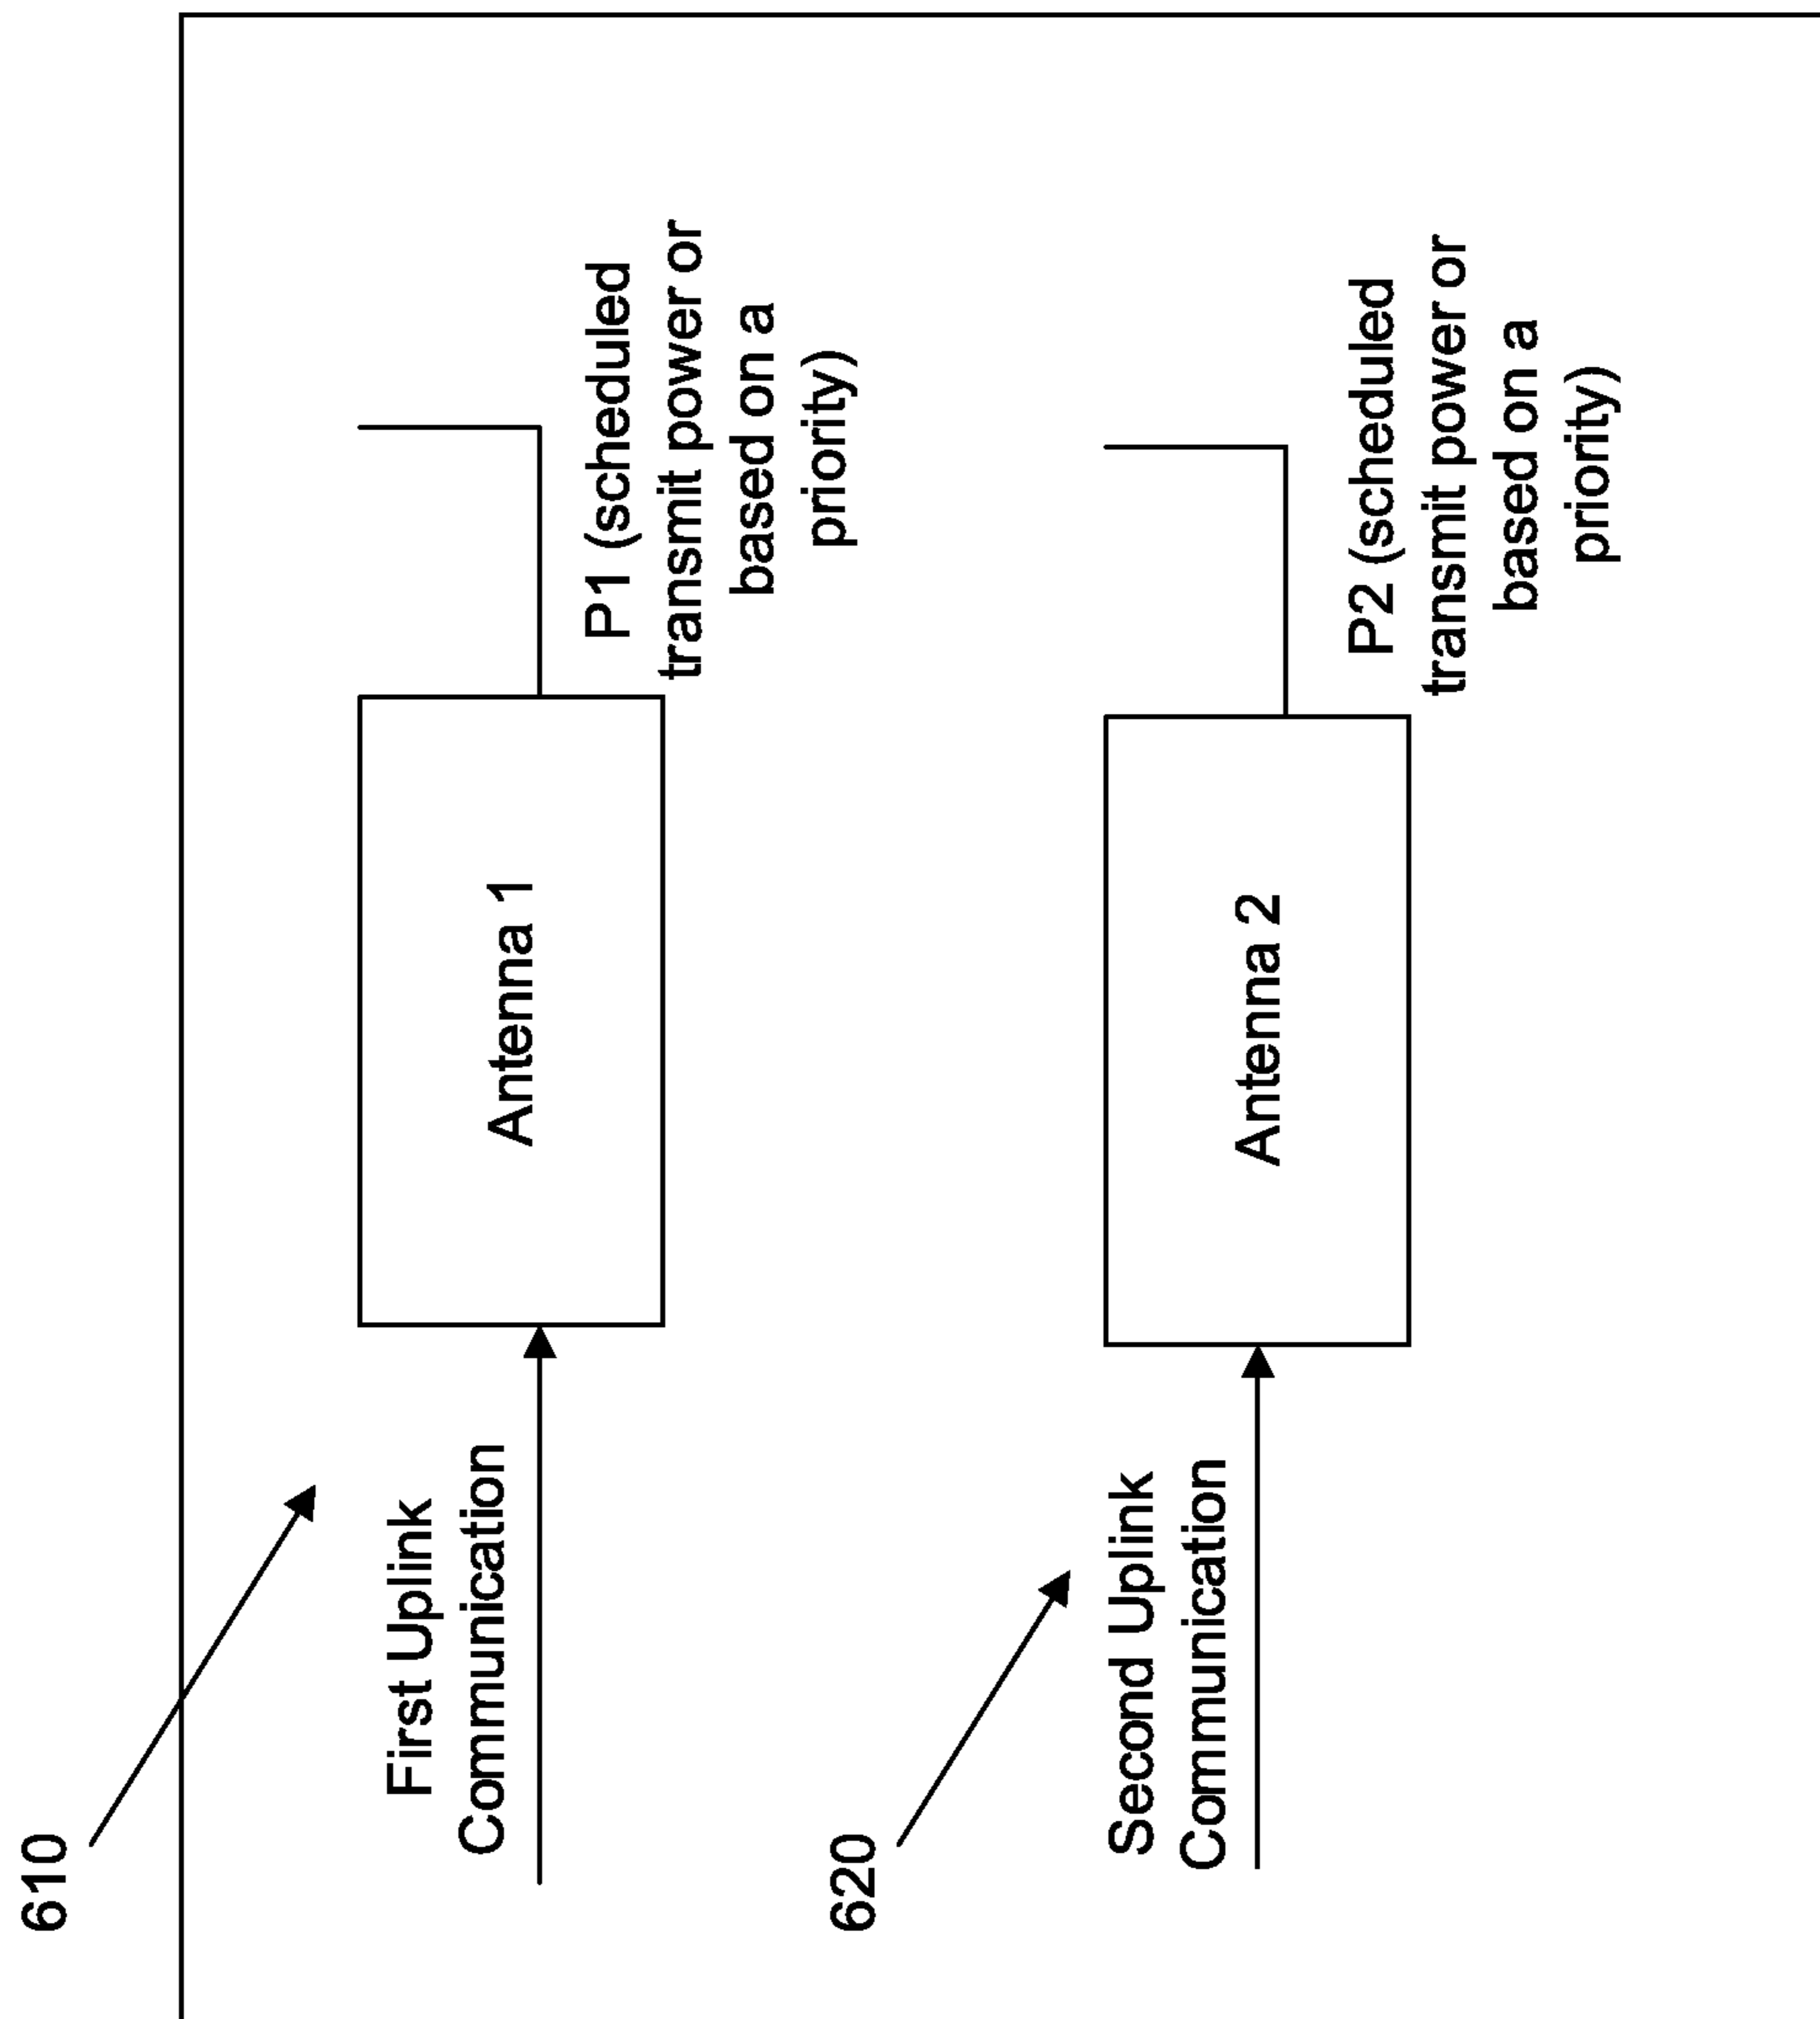 610
First Uplink
Communication
Antenna 1
P1 (scheduled
transmit power or
based on a
priority)
620
Second Uplink
Communication
Antenna 2
P2 (scheduled
transmit power or
based on a
priority)